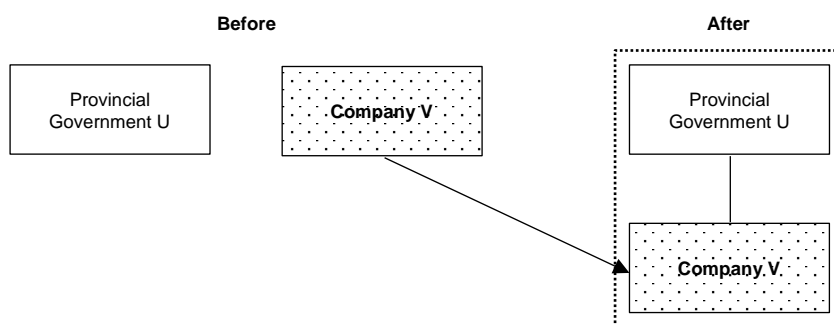 Before
After
Provincial
Government U
Company V
Provincial
Government U
Company V